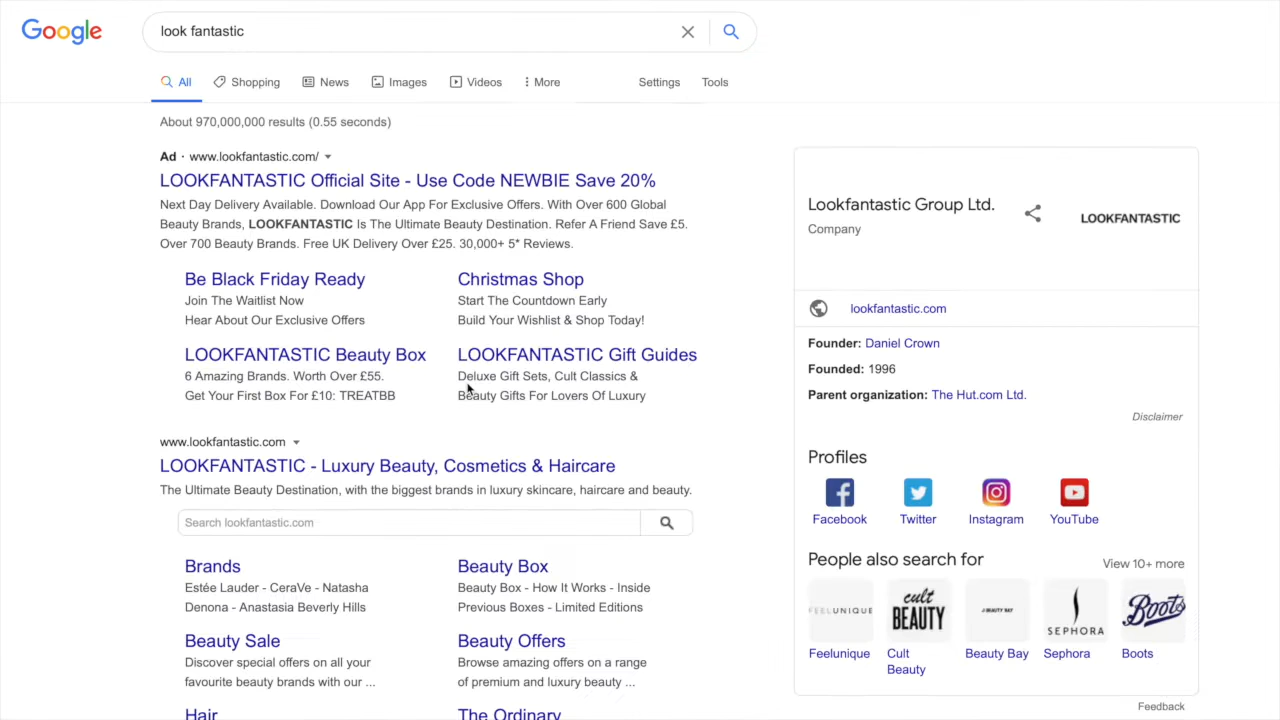 Google
look fantastic
All
Shopping
News
Images
Videos
More
Settings
Tools
About 970,000,000 results (0.55 seconds)
Ad · www.lookfantastic.com/
LOOKFANTASTIC Official Site - Use Code NEWBIE Save 20%
Next Day Delivery Available. Download Our App For Exclusive Offers. With Over 600 Global
Beauty Brands, LOOKFANTASTIC Is The Ultimate Beauty Destination. Refer A Friend Save £5.
Over 700 Beauty Brands. Free UK Delivery Over £25. 30,000+ 5* Reviews.
Be Black Friday Ready
Join The Waitlist Now
Hear About Our Exclusive Offers
Christmas Shop
Start The Countdown Early
Build Your Wishlist & Shop Today!
LOOKFANTASTIC Beauty Box
6 Amazing Brands. Worth Over £55.
Get Your First Box For £10: TREATBB
LOOKFANTASTIC Gift Guides
Deluxe Gift Sets, Cult Classics &
Beauty Gifts For Lovers Of Luxury
www.lookfantastic.com
LOOKFANTASTIC - Luxury Beauty, Cosmetics & Haircare
The Ultimate Beauty Destination, with the biggest brands in luxury skincare, haircare and beauty.
Search lookfantastic.com
Brands
Estée Lauder - CeraVe - Natasha
Denona - Anastasia Beverly Hills
Beauty Box
Beauty Box - How It Works - Inside
Previous Boxes - Limited Editions
Beauty Sale
Discover special offers on all your
favourite beauty brands with our ...
Beauty Offers
Browse amazing offers on a range
of premium and luxury beauty ...
Hair
The Ordinary
Lookfantastic Group Ltd.
Company
LOOKFANTASTIC
lookfantastic.com
Founder: Daniel Crown
Founded: 1996
Parent organization: The Hut.com Ltd.
Disclaimer
Profiles
Facebook
Twitter
Instagram
YouTube
People also search for
View 10+ more
FEELUNIQUE
cult
BEAUTY
BEAUTY BAY
SEPHORA
Boots
Feelunique
Cult
Beauty
Beauty Bay
Sephora
Boots
Feedback